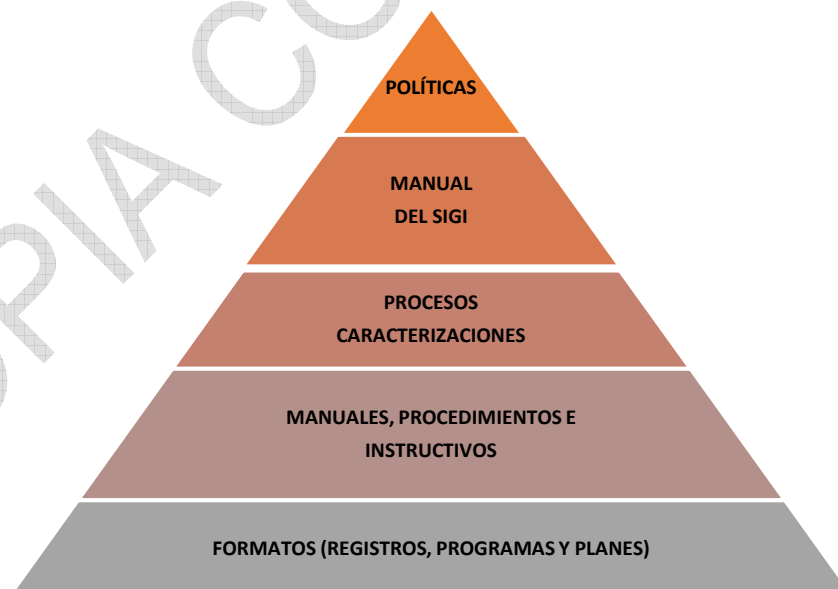 POLÍTICAS
MANUAL
DEL SIGI
PROCESOS
CARACTERIZACIONES
MANUALES, PROCEDIMIENTOS E
INSTRUCTIVOS
FORMATOS (REGISTROS, PROGRAMAS Y PLANES)